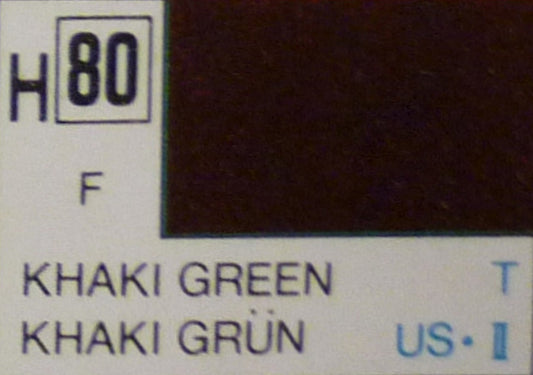 H 80
F
KHAKI GREEN T
KHAKI GRÜN US・II